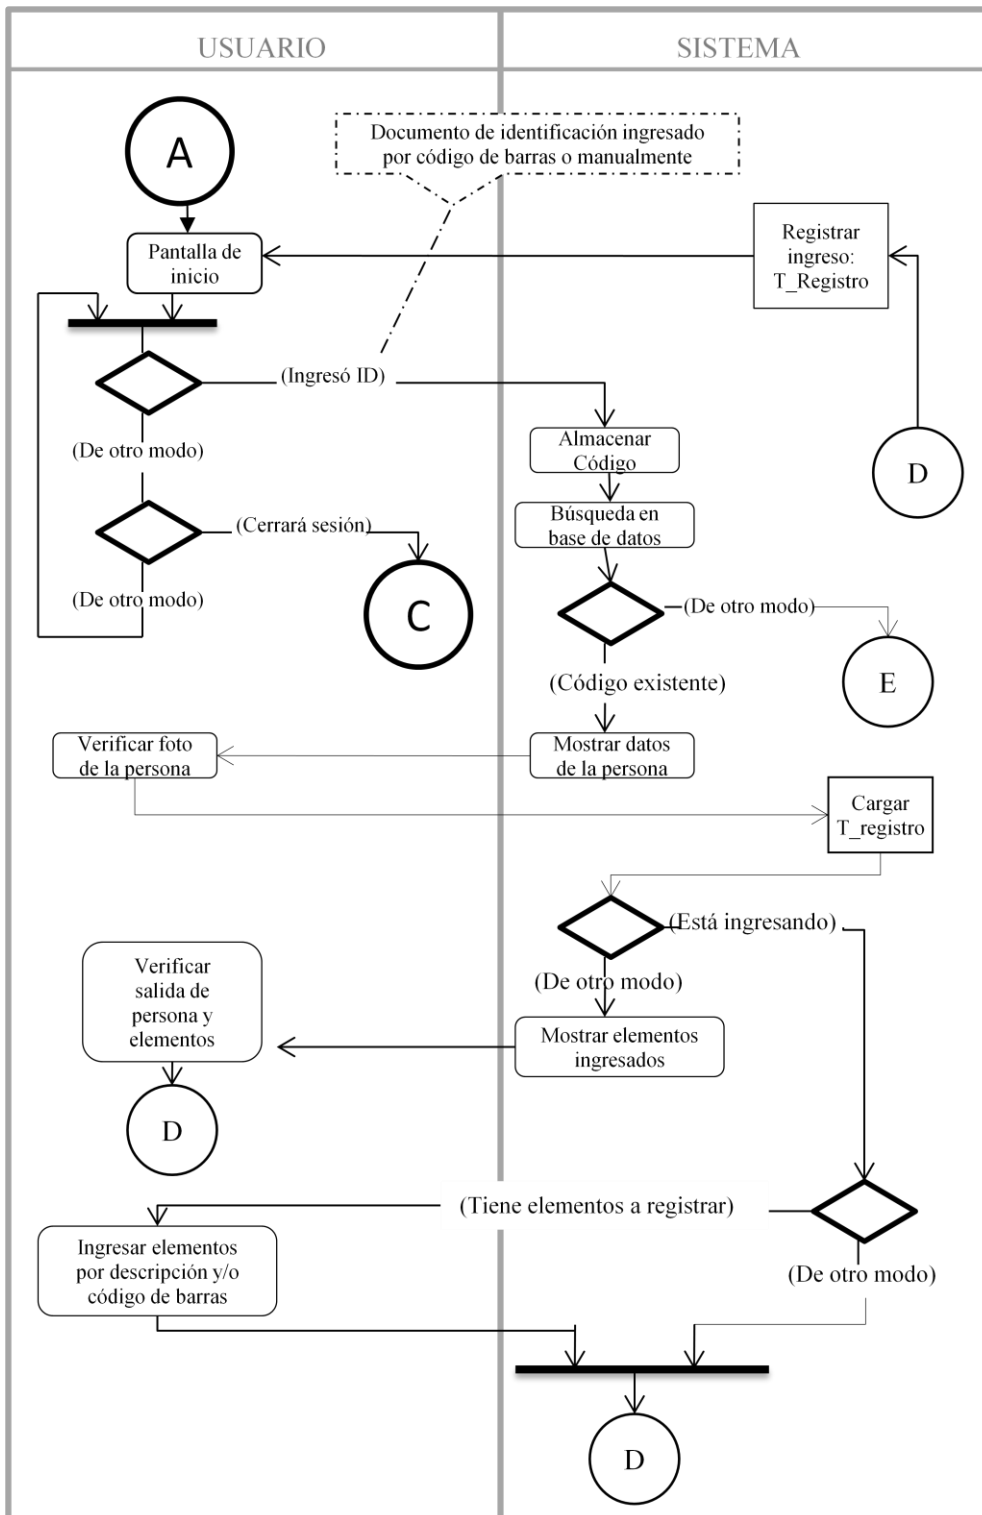 USUARIO
SISTEMA
A
Documento de identificación ingresado
por código de barras o manualmente
Pantalla de
inicio
Registrar
ingreso:
T_Registro
(Ingresó ID)
Almacenar
Código
D
(De otro modo)
Búsqueda en
base de datos
(Cerrará sesión)
(De otro modo)
C
(De otro modo)
E
(Código existente)
Verificar foto
de la persona
Mostrar datos
de la persona
Cargar
T_registro
(Está ingresando)
Verificar
salida de
persona y
elementos
(De otro modo)
Mostrar elementos
ingresados
D
(Tiene elementos a registrar)
Ingresar elementos
por descripción y/o
código de barras
(De otro modo)
D